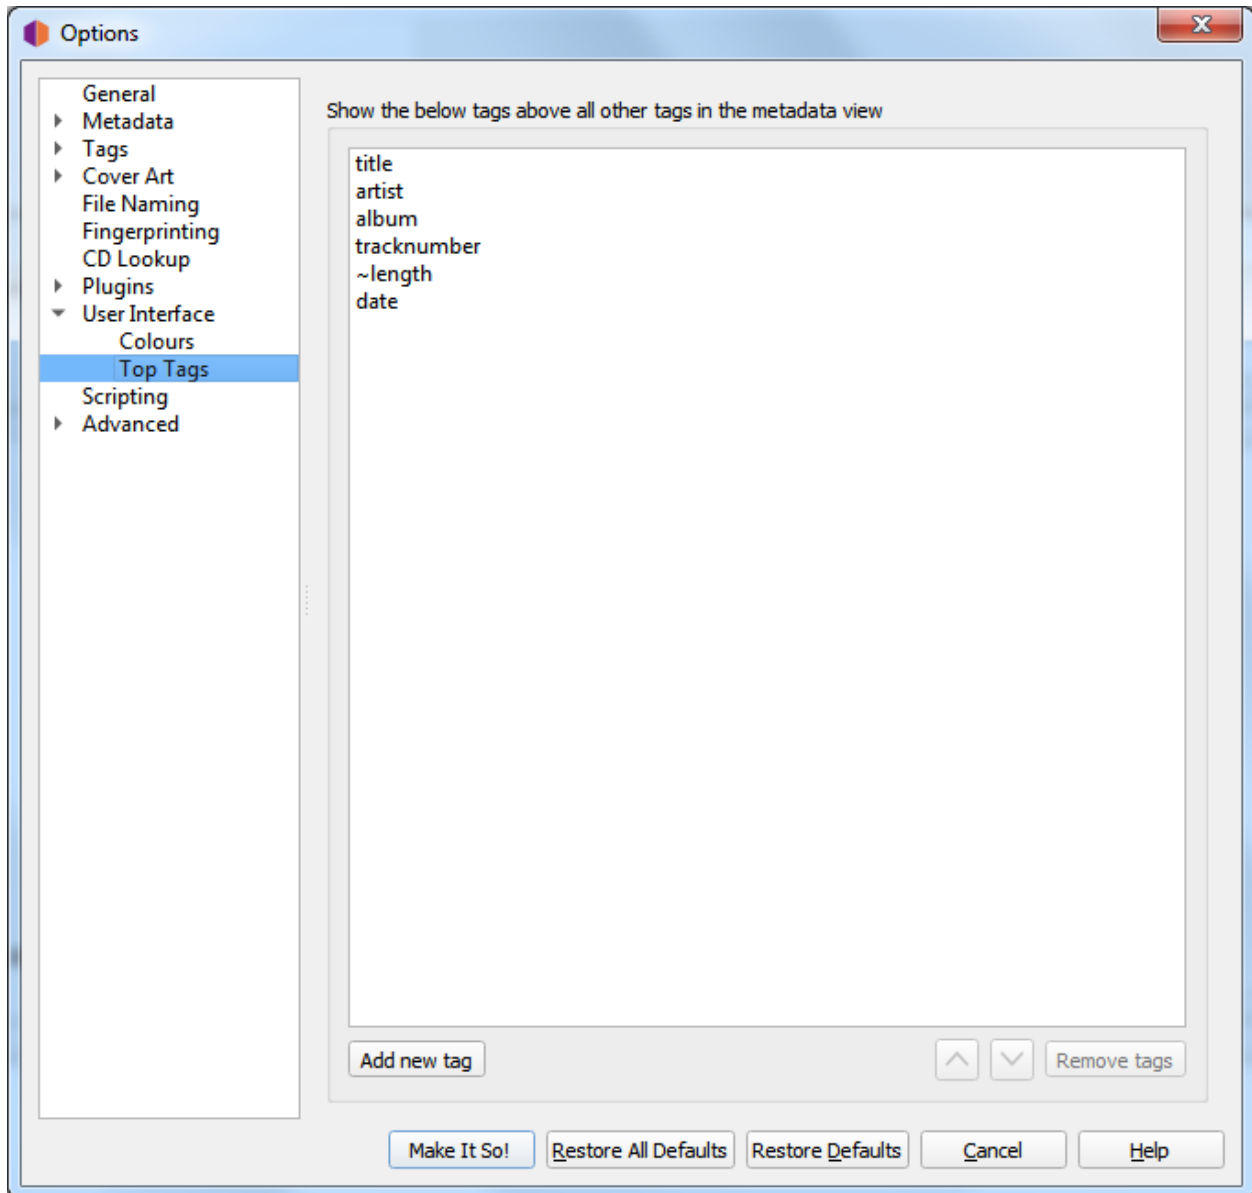 Options
General
Metadata
Tags
Cover Art
File Naming
Fingerprinting
CD Lookup
Plugins
User Interface
Colours
Top Tags
Scripting
Advanced
Show the below tags above all other tags in the metadata view
title
artist
album
tracknumber
~length
date
Add new tag
Remove tags
Make It So!
Restore All Defaults
Restore Defaults
Cancel
Help